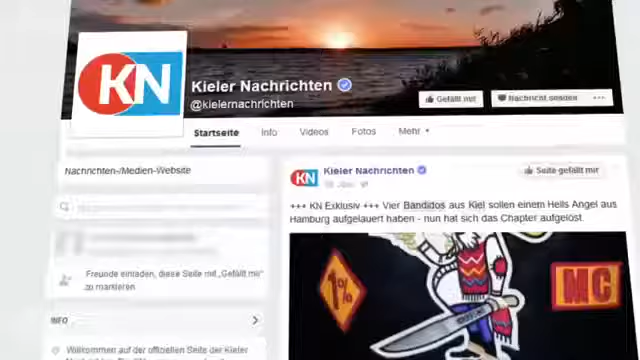 KN
Kieler Nachrichten
@kielernachrichten
Gefällt mir
Nachricht senden
Startseite
Info
Videos
Fotos
Mehr
Nachrichten-/Medien-Website
KN
Kieler Nachrichten
Seite gefällt mir
+++ KN Exklusiv +++ Vier Bandidos aus Kiel sollen einem Hells Angel aus
Hamburg aufgelauert haben - nun hat sich das Chapter aufgelöst.
Freunde einladen, diese Seite mit „Gefällt mir“
zu markieren
INFO
Willkommen auf der offiziellen Seite der Kieler
1%
MC